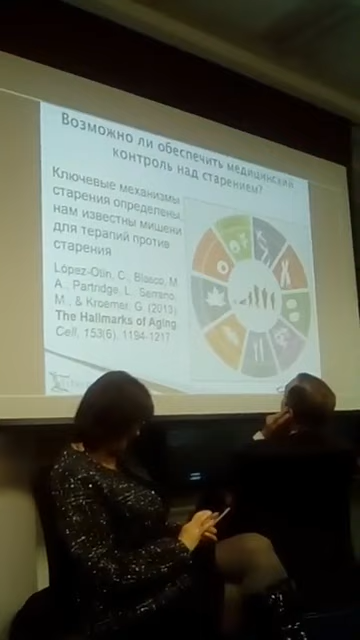 Возможно ли обеспечить медицинский
контроль над старением?
Ключевые механизмы
старения определены,
нам известны мишени
для терапий против
старения
López-Otín, C., Blasco, M.
A., Partridge, L., Serrano,
M., & Kroemer, G. (2013).
The Hallmarks of Aging.
Cell, 153(6), 1194-1217